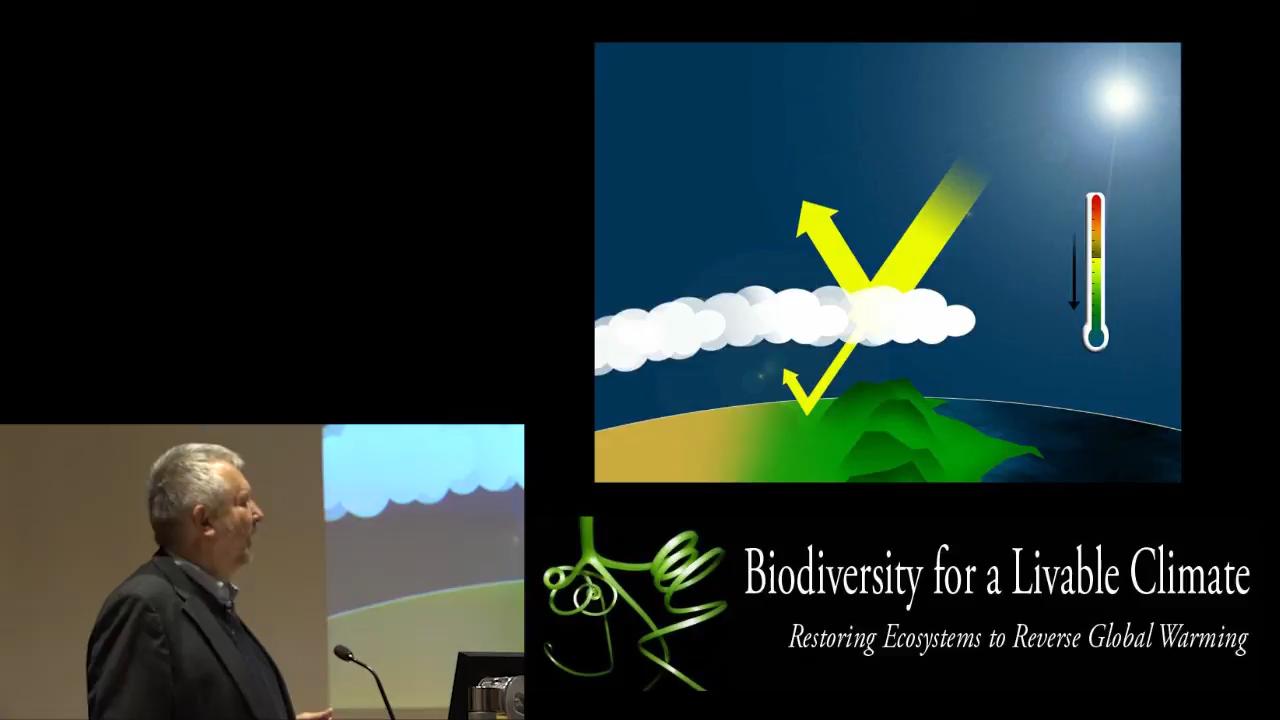 Biodiversity for a Livable Climate
Restoring Ecosystems to Reverse Global Warming